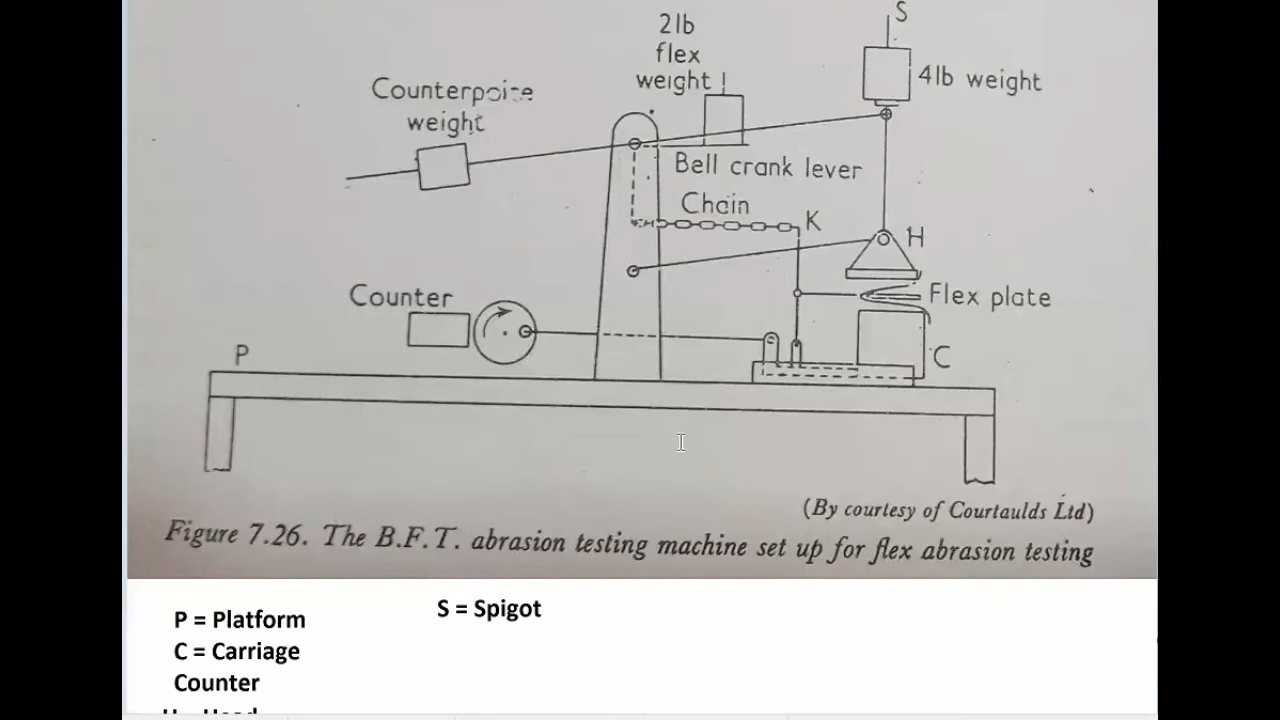 S
2lb
flex
weight
4lb weight
Counterpoise
weight
Bell crank lever
Chain
K
H
Counter
Flex plate
P
C
(By courtesy of Courtaulds Ltd)
Figure 7.26. The B.F.T. abrasion testing machine set up for flex abrasion testing
P = Platform
S = Spigot
C = Carriage
Counter